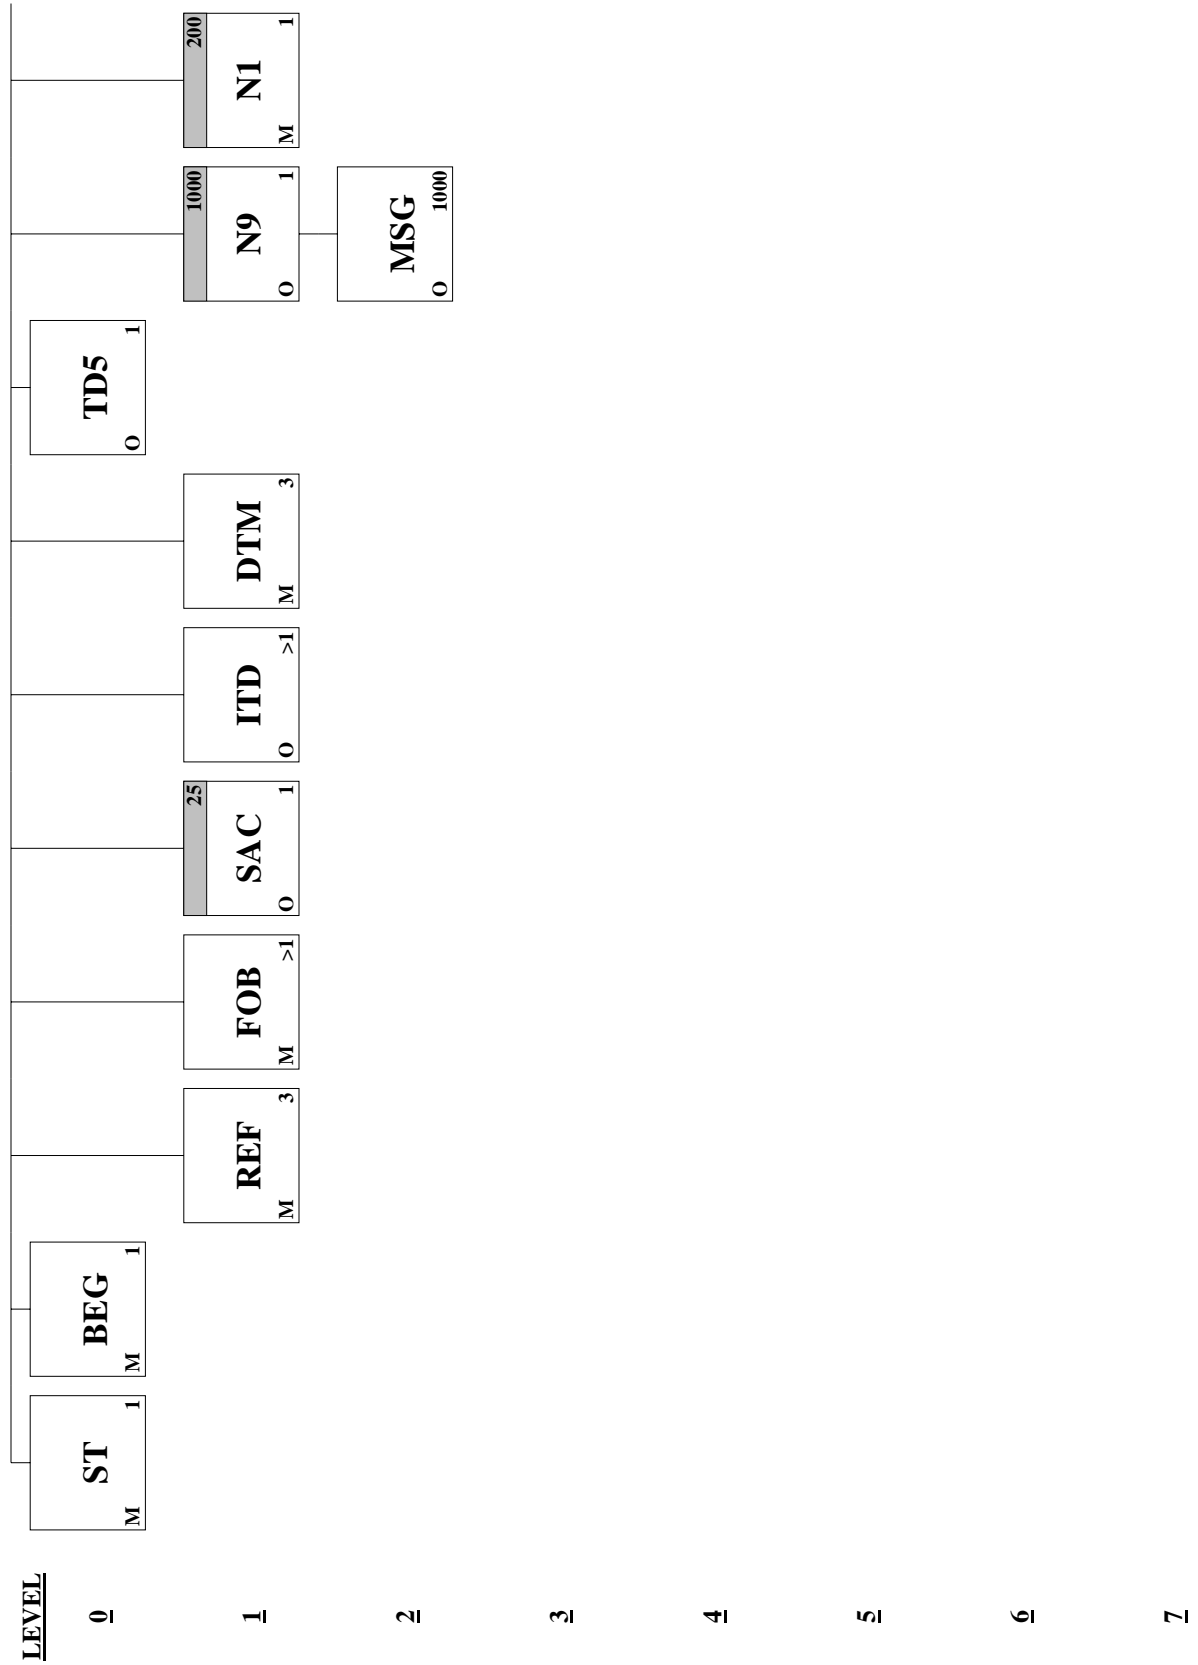 LEVEL
0
ST
M 1
BEG
M 1
TD5
O 1
1
REF
M 3
FOB
M >1
25
SAC
O 1
ITD
O >1
DTM
M 3
1000
N9
O 1
200
N1
M 1
2
MSG
O 1000
3
4
5
6
7